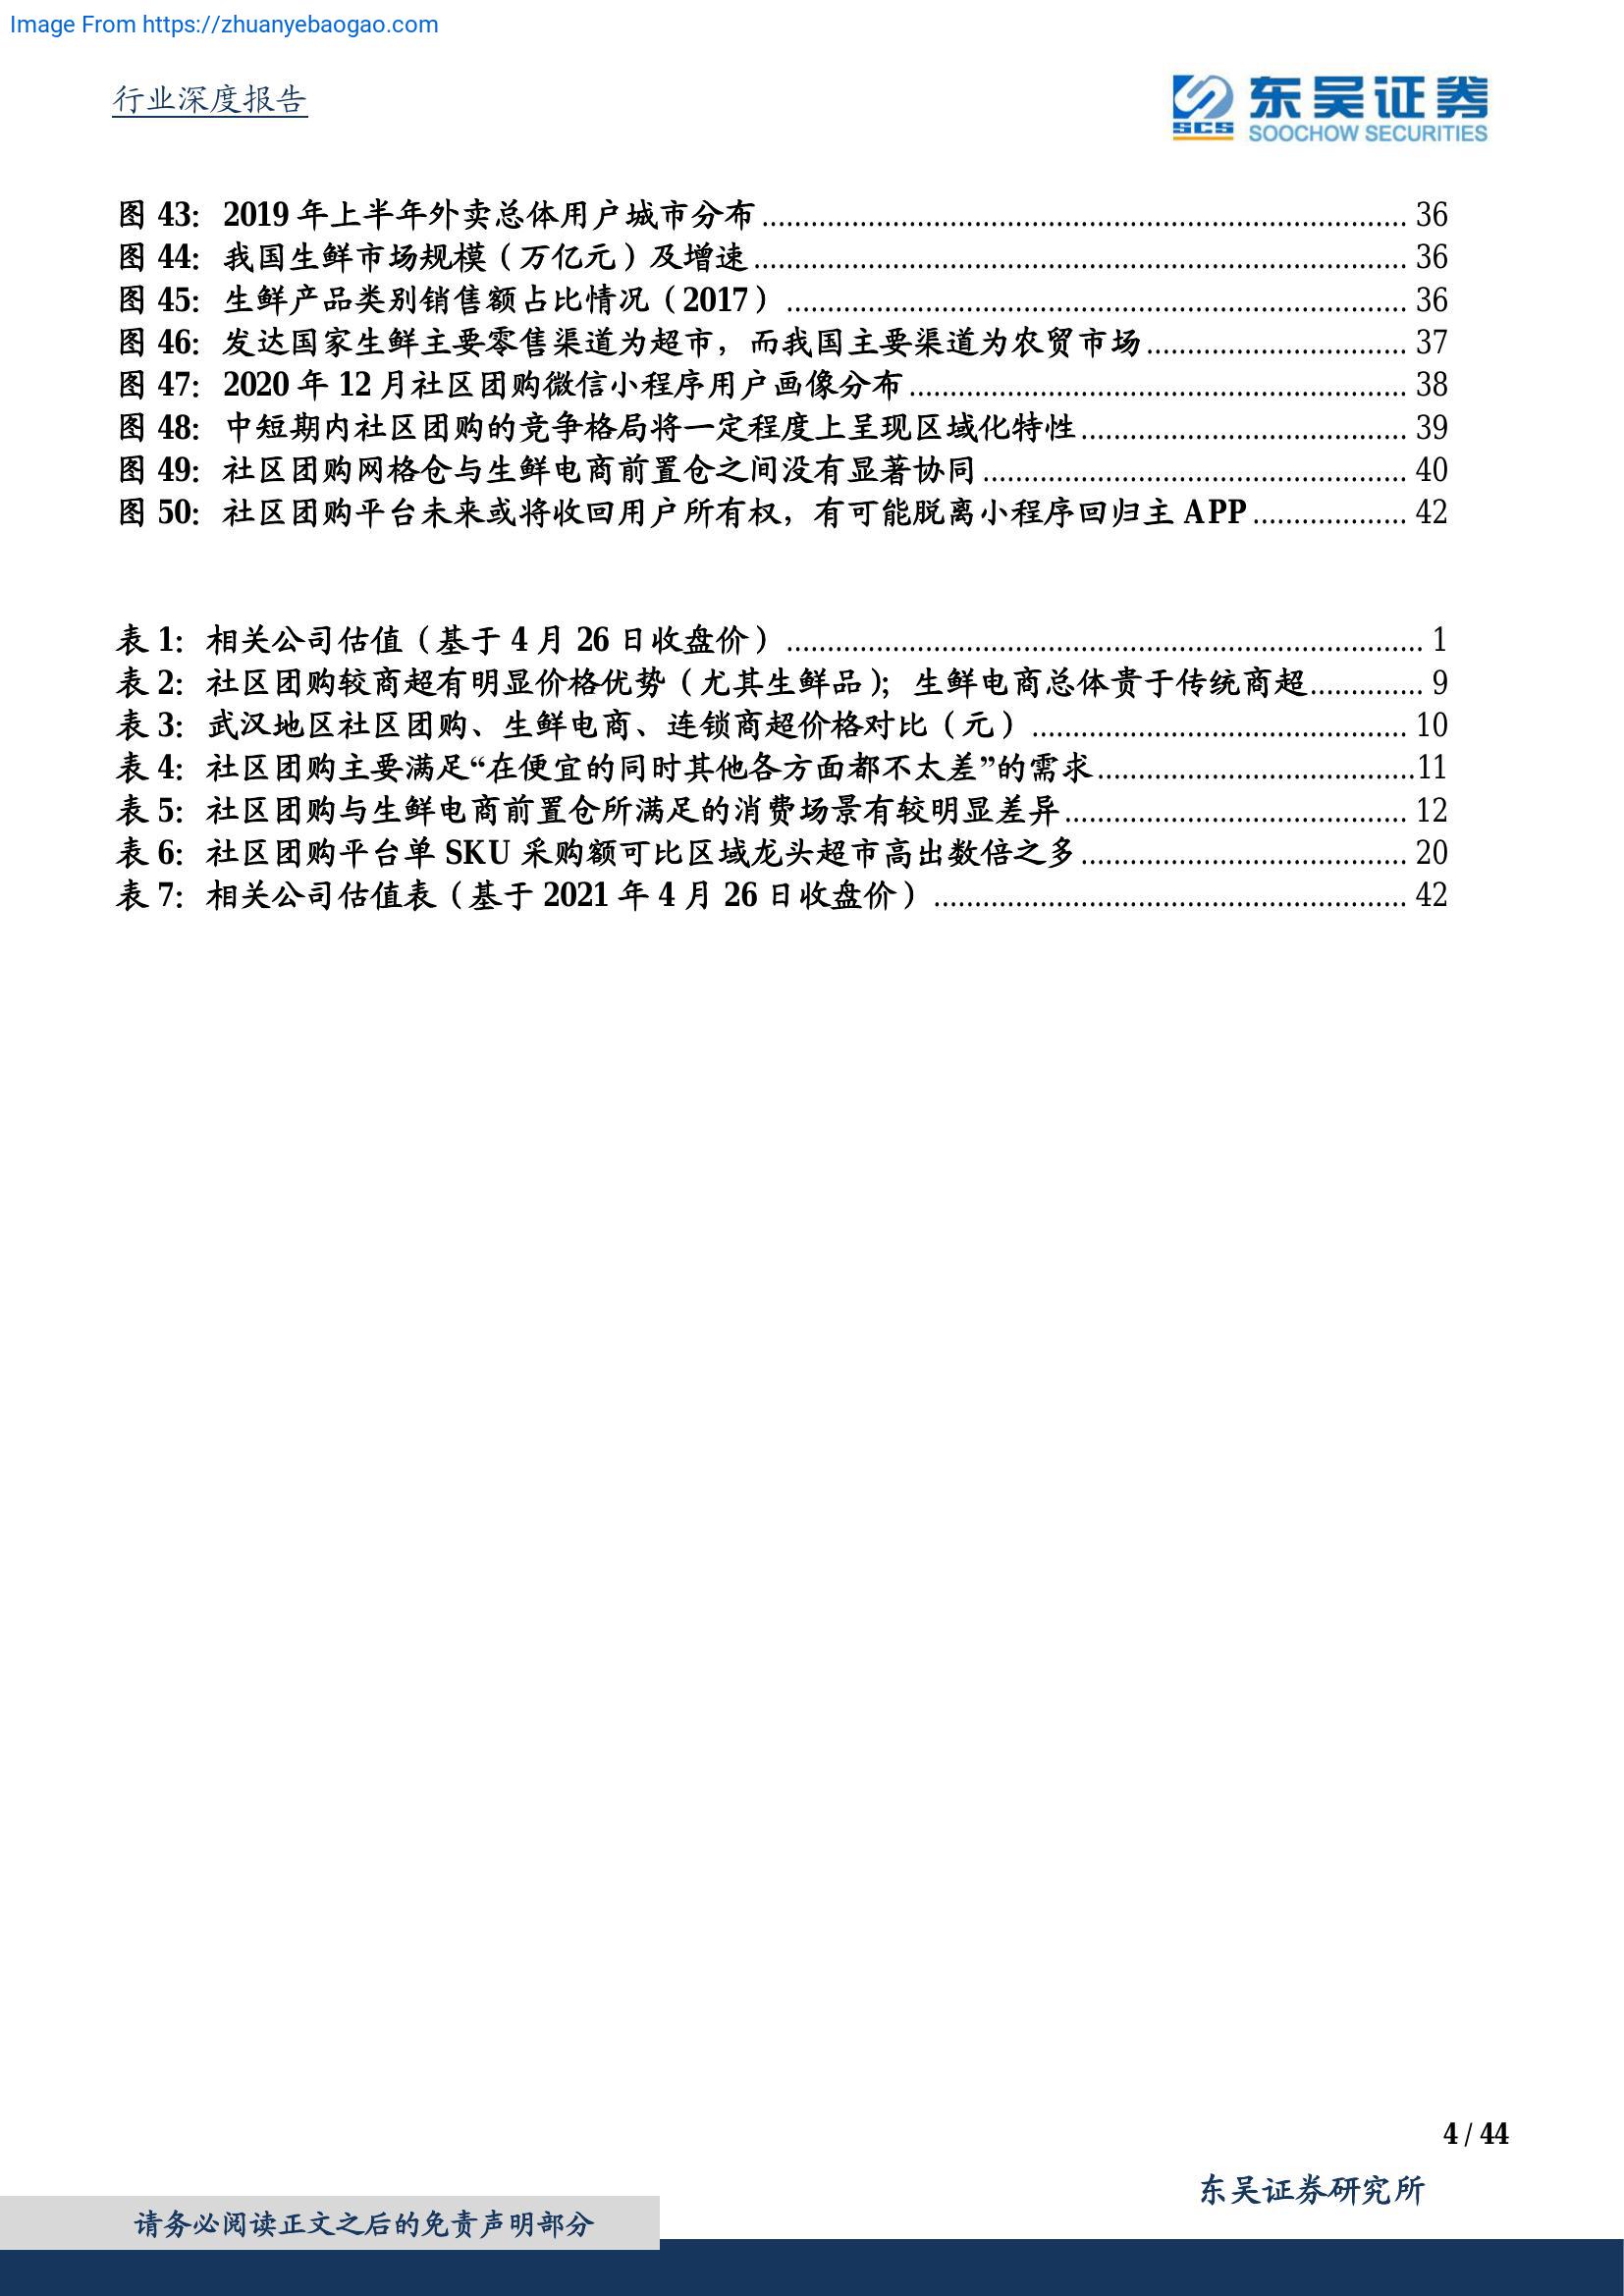 Image From https://zhuanyebaogao.com
行业深度报告
SCS 东吴证券
SOOCHOW SECURITIES
图 43： 2019 年上半年外卖总体用户城市分布 36
图 44： 我国生鲜市场规模（万亿元）及增速 36
图 45： 生鲜产品类别销售额占比情况（2017） 36
图 46： 发达国家生鲜主要零售渠道为超市，而我国主要渠道为农贸市场 37
图 47： 2020 年 12 月社区团购微信小程序用户画像分布 38
图 48： 中短期内社区团购的竞争格局将一定程度上呈现区域化特性 39
图 49： 社区团购网格仓与生鲜电商前置仓之间没有显著协同 40
图 50： 社区团购平台未来或将收回用户所有权，有可能脱离小程序回归主 APP 42
表 1： 相关公司估值（基于 4 月 26 日收盘价） 1
表 2： 社区团购较商超有明显价格优势（尤其生鲜品）；生鲜电商总体贵于传统商超 9
表 3： 武汉地区社区团购、生鲜电商、连锁商超价格对比（元） 10
表 4： 社区团购主要满足“在便宜的同时其他各方面都不太差”的需求 11
表 5： 社区团购与生鲜电商前置仓所满足的消费场景有较明显差异 12
表 6： 社区团购平台单 SKU 采购额可比区域龙头超市高出数倍之多 20
表 7： 相关公司估值表（基于 2021 年 4 月 26 日收盘价） 42
4 / 44
东吴证券研究所
请务必阅读正文之后的免责声明部分